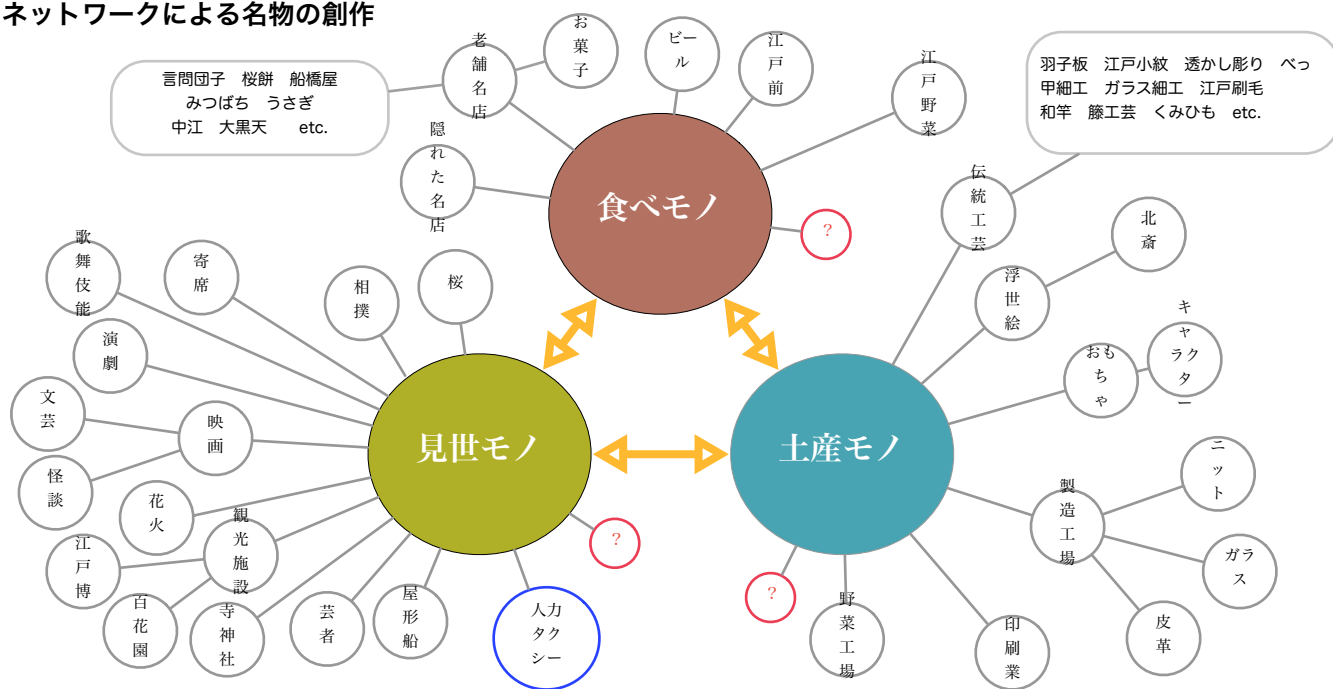 ネットワークによる名物の創作
言問団子　桜餅　船橋屋
みつばち　うさぎ
中江　大黒天　　etc.
老舗名店
お菓子
ビール
江戸前
江戸野菜
隠れた名店
食べモノ
?
羽子板　江戸小紋　透かし彫り　べっ
甲細工　ガラス細工　江戸刷毛
和竿　籐工芸　くみひも　etc.
伝統工芸
北斎
浮世絵
おもちゃ
キャラクター
土産モノ
製造工場
ニット
ガラス
皮革
印刷業
野菜工場
?
歌舞伎能
寄席
相撲
桜
演劇
文芸
映画
怪談
見世モノ
花火
観光施設
江戸博
百花園
寺神社
芸者
屋形船
人力
タク
シー
?